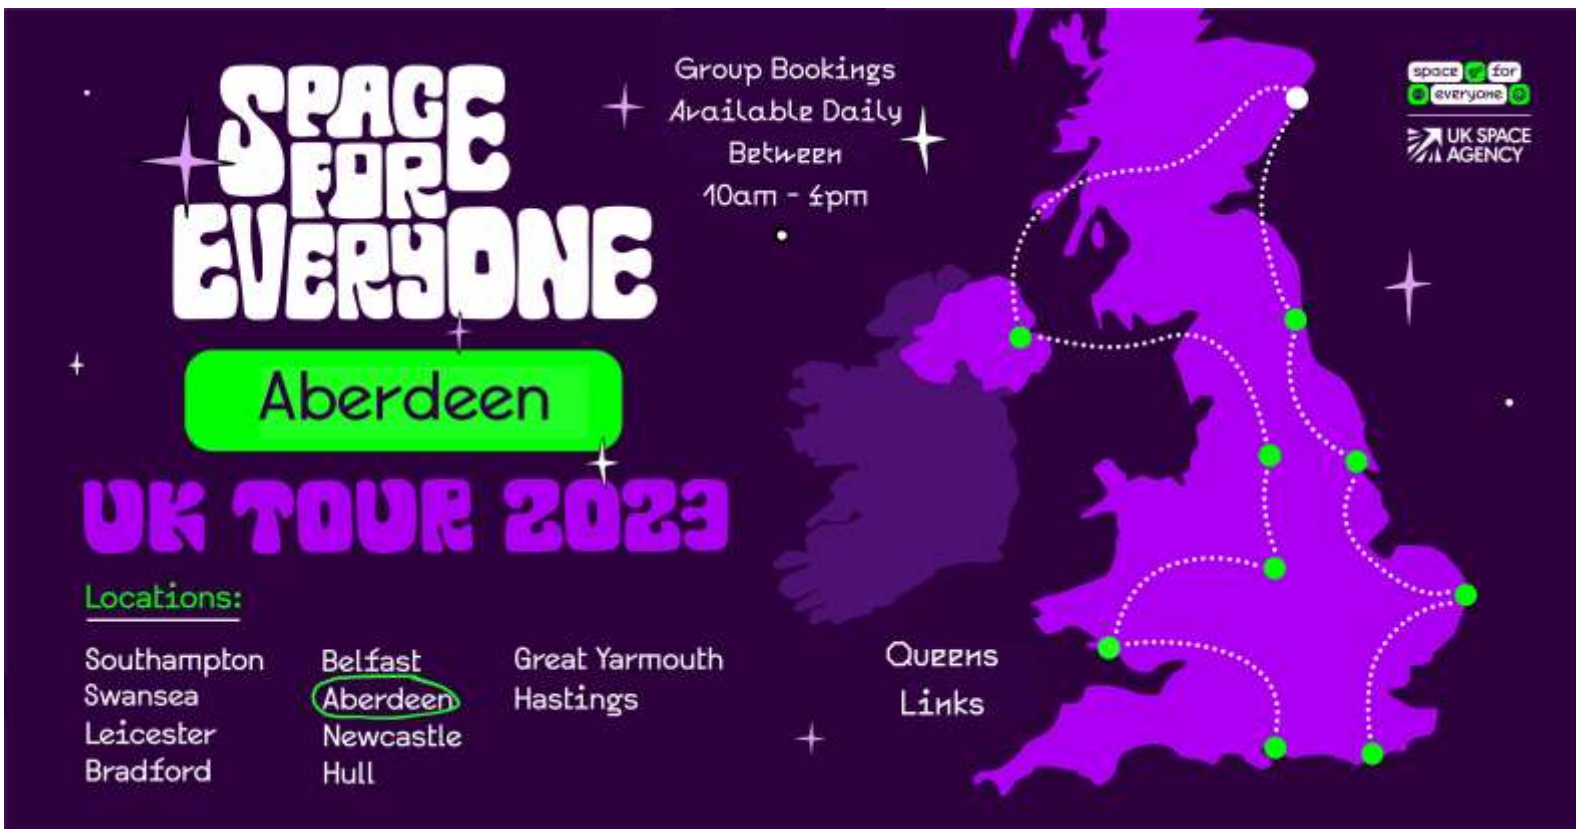 SPACE
FOR
EVERYONE
Aberdeen
UK TOUR 2023
Locations:
Southampton
Swansea
Leicester
Bradford
Belfast
Aberdeen
Newcastle
Hull
Great Yarmouth
Hastings
Group Bookings
Available Daily
Between
10am - 4pm
Queens
Links
space for
everyone
UK SPACE
AGENCY